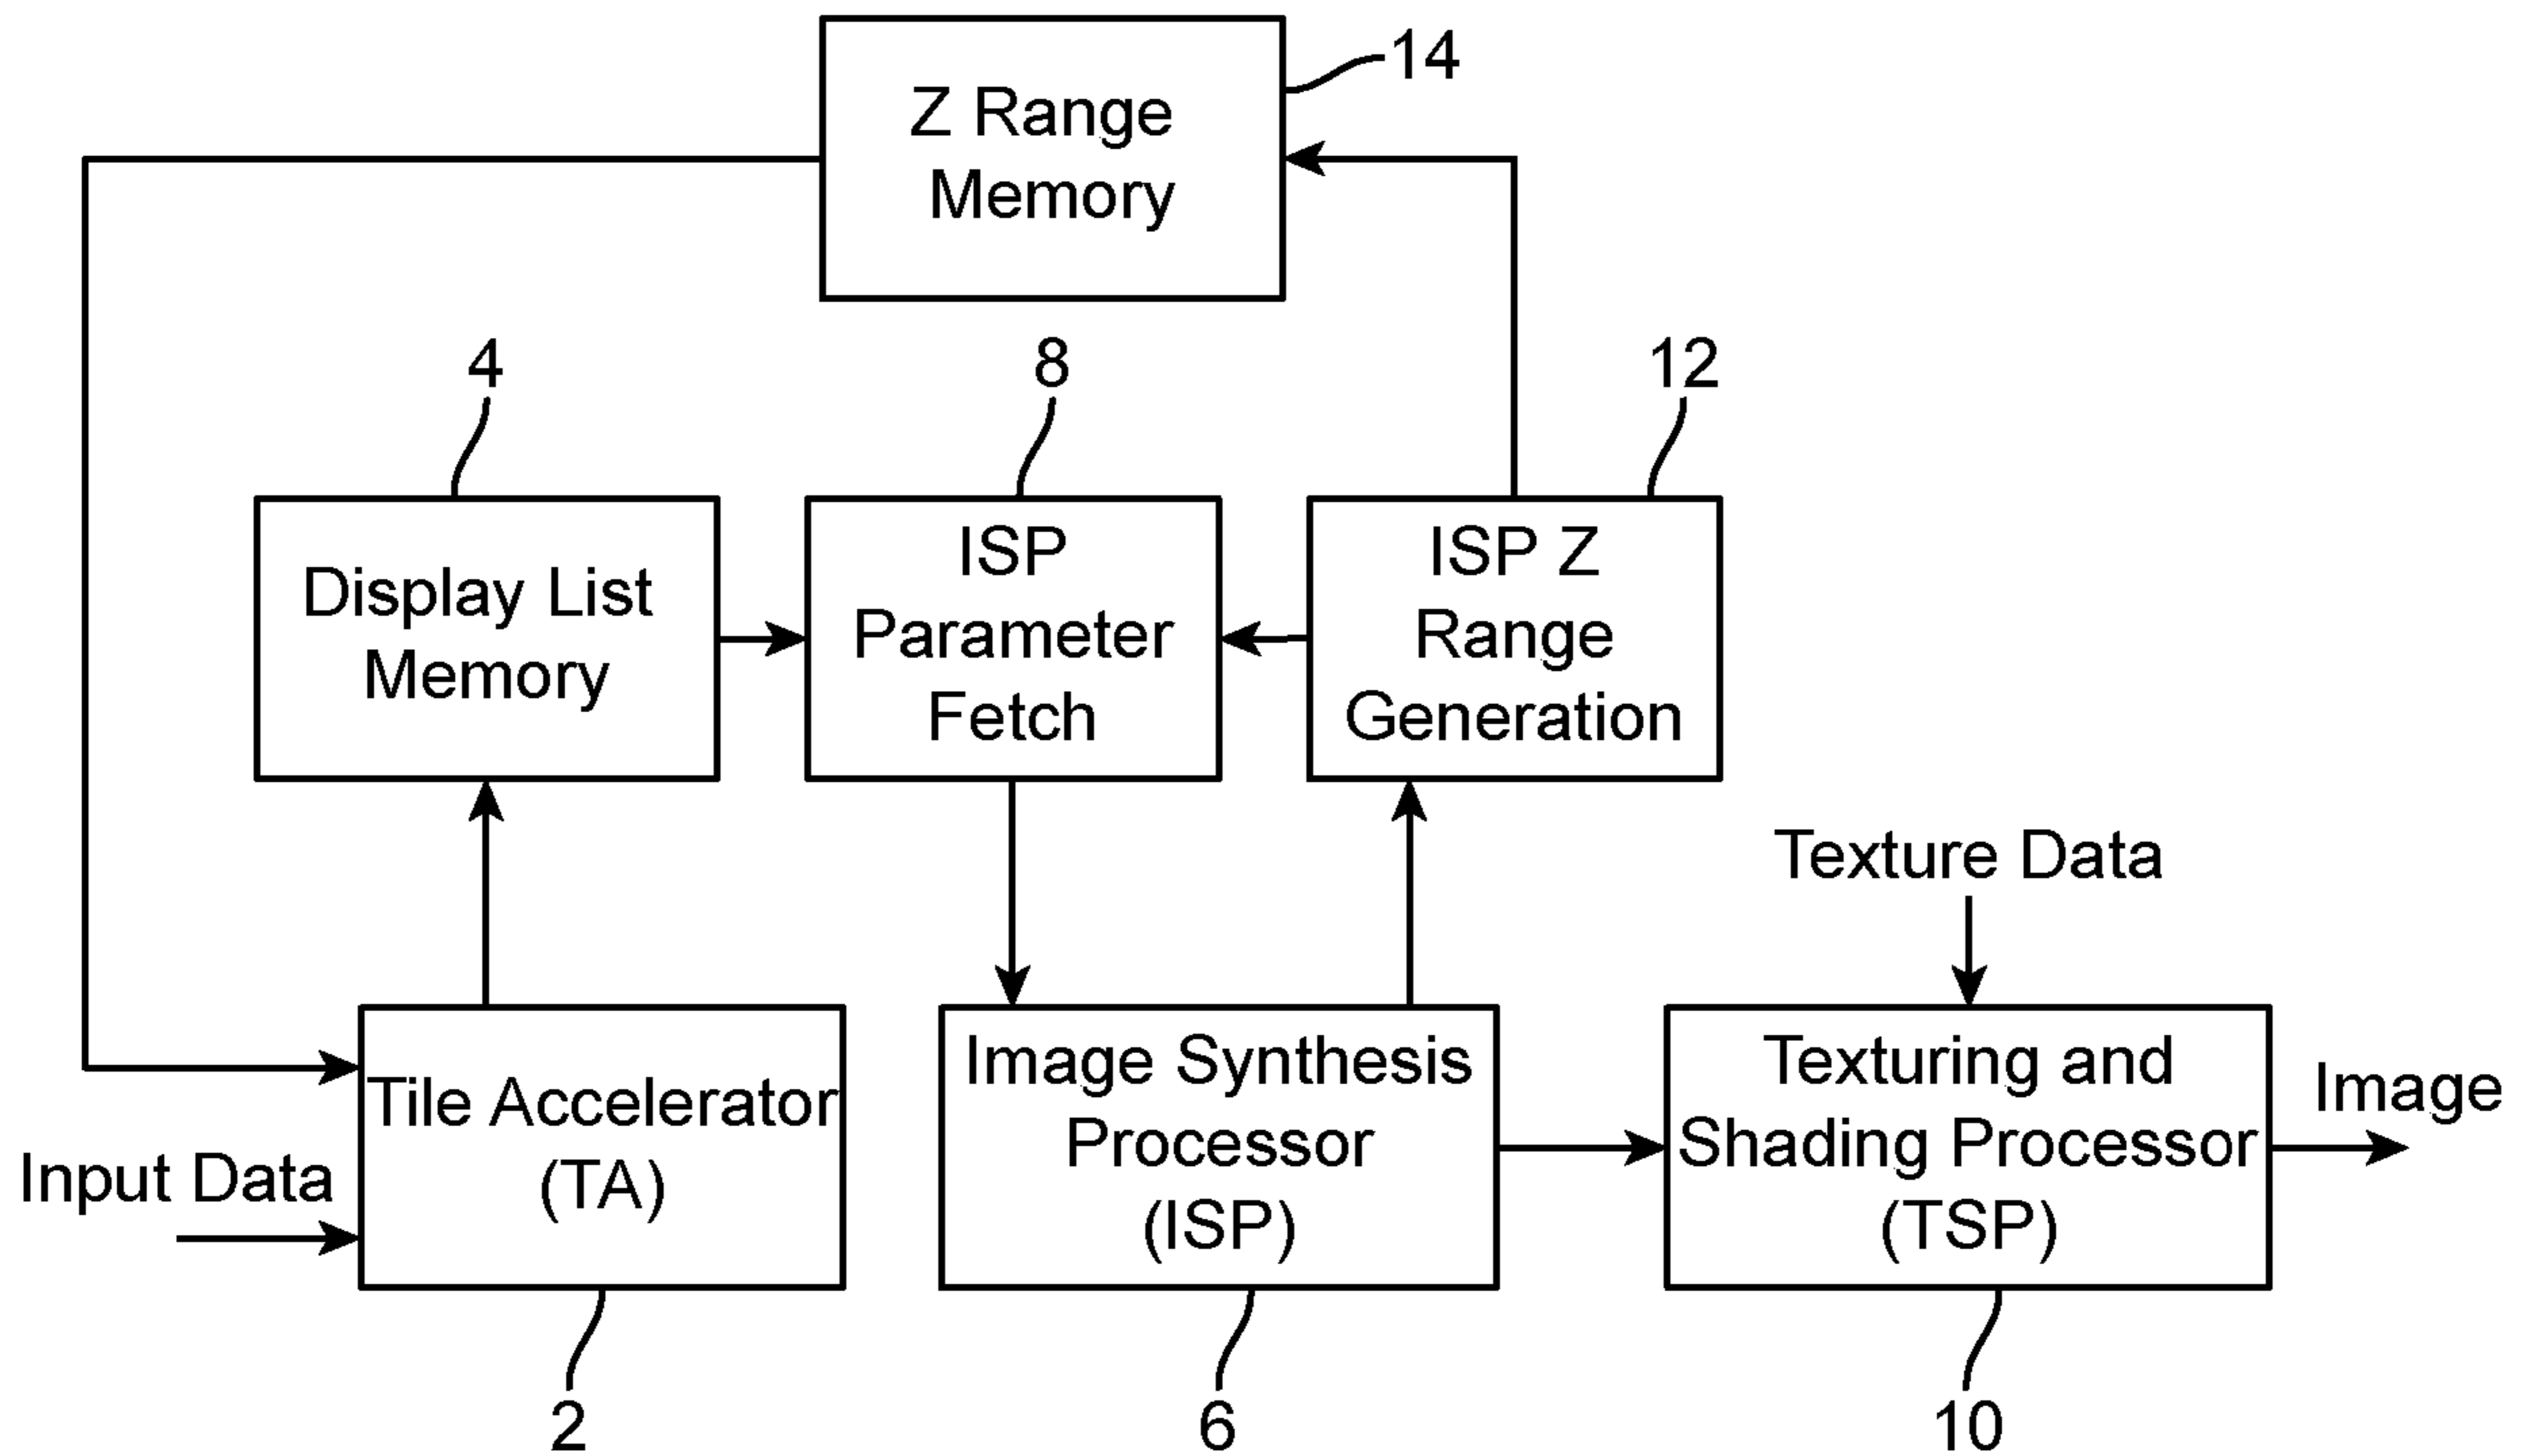 14
Z Range
Memory
4
8
12
Display List
Memory
ISP
Parameter
Fetch
ISP Z
Range
Generation
Texture Data
Input Data
Tile Accelerator
(TA)
Image Synthesis
Processor
(ISP)
Texturing and
Shading Processor
(TSP)
Image
2
6
10